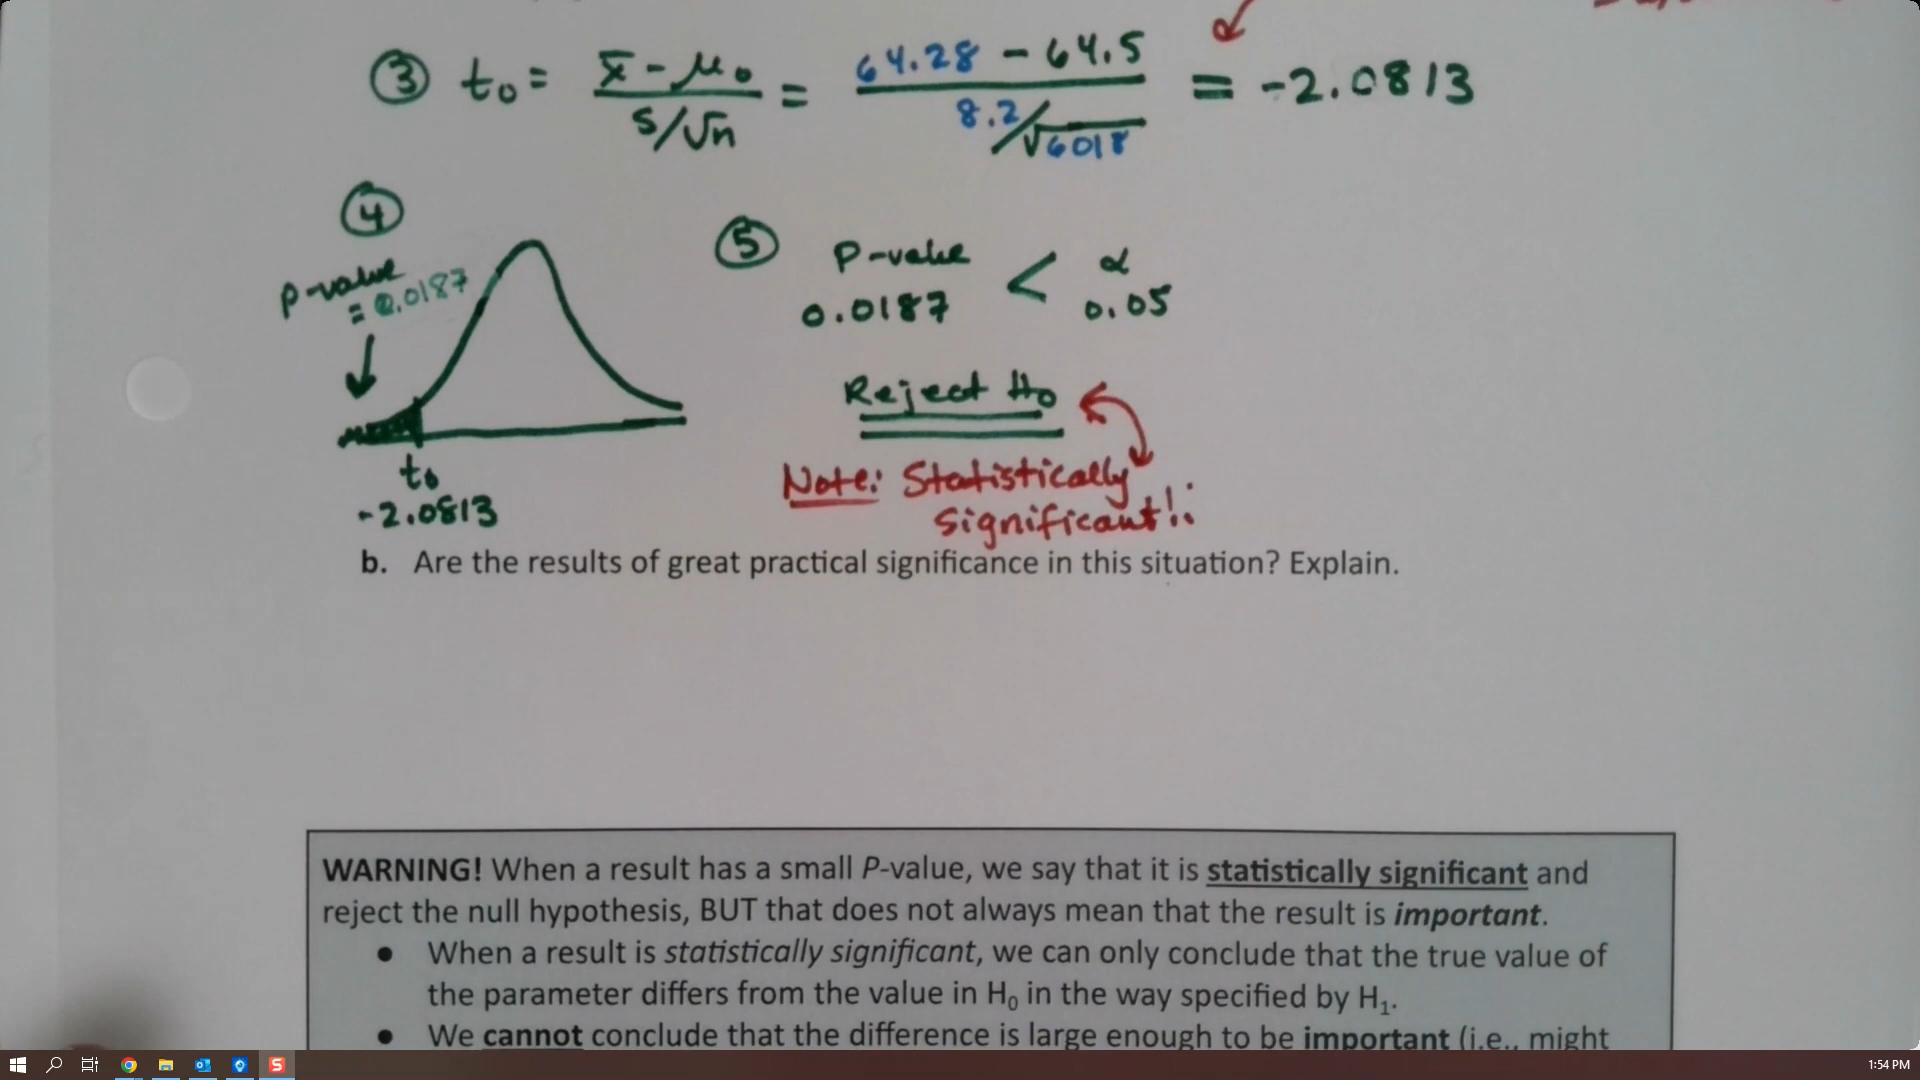 ③ t₀ = x̄ - μ₀ / s/√n = 64.28 - 64.5 / 8.2/√6018 = -2.0813
α
④
P-value
= 0.0187
t₀
-2.0813
⑤ P-value < α
0.0187 0.05
Reject H₀
Note: Statistically
Significant!
b. Are the results of great practical significance in this situation? Explain.
WARNING! When a result has a small P-value, we say that it is statistically significant and
reject the null hypothesis, BUT that does not always mean that the result is important.
● When a result is statistically significant, we can only conclude that the true value of
the parameter differs from the value in H₀ in the way specified by H₁.
● We cannot conclude that the difference is large enough to be important (i.e., might
1:54 PM